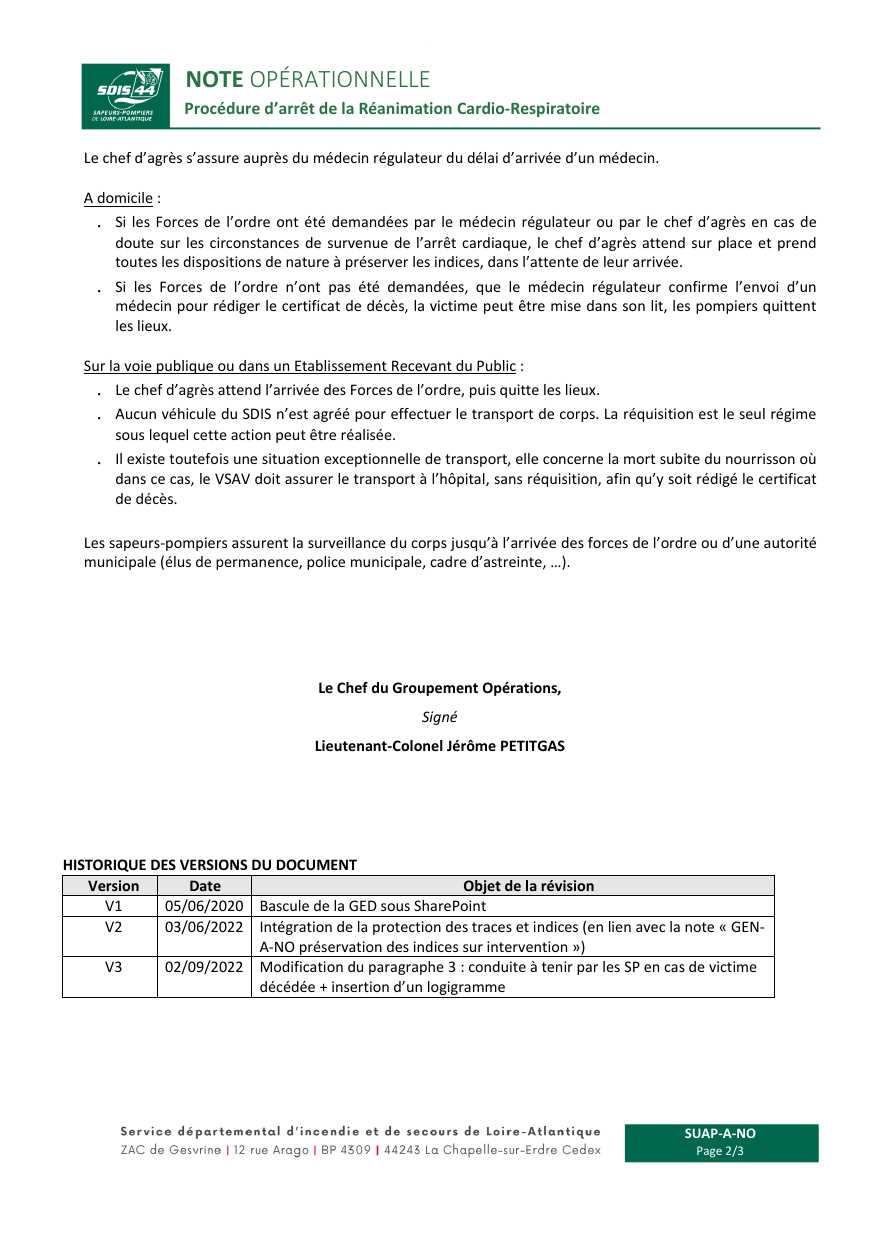 SDIS 44
SAPEURS-POMPIERS
DE LOIRE-ATLANTIQUE
NOTE OPÉRATIONNELLE
Procédure d’arrêt de la Réanimation Cardio-Respiratoire
Le chef d’agrès s’assure auprès du médecin régulateur du délai d’arrivée d’un médecin.
A domicile :
. Si les Forces de l’ordre ont été demandées par le médecin régulateur ou par le chef d’agrès en cas de
doute sur les circonstances de survenue de l’arrêt cardiaque, le chef d’agrès attend sur place et prend
toutes les dispositions de nature à préserver les indices, dans l’attente de leur arrivée.
. Si les Forces de l’ordre n’ont pas été demandées, que le médecin régulateur confirme l’envoi d’un
médecin pour rédiger le certificat de décès, la victime peut être mise dans son lit, les pompiers quittent
les lieux.
Sur la voie publique ou dans un Etablissement Recevant du Public :
. Le chef d’agrès attend l’arrivée des Forces de l’ordre, puis quitte les lieux.
. Aucun véhicule du SDIS n’est agréé pour effectuer le transport de corps. La réquisition est le seul régime
sous lequel cette action peut être réalisée.
. Il existe toutefois une situation exceptionnelle de transport, elle concerne la mort subite du nourrisson où
dans ce cas, le VSAV doit assurer le transport à l’hôpital, sans réquisition, afin qu’y soit rédigé le certificat
de décès.
Les sapeurs-pompiers assurent la surveillance du corps jusqu’à l’arrivée des forces de l’ordre ou d’une autorité
municipale (élus de permanence, police municipale, cadre d’astreinte, …).
Le Chef du Groupement Opérations,
Signé
Lieutenant-Colonel Jérôme PETITGAS
HISTORIQUE DES VERSIONS DU DOCUMENT
Version Date Objet de la révision
V1 05/06/2020 Bascule de la GED sous SharePoint
V2 03/06/2022 Intégration de la protection des traces et indices (en lien avec la note « GEN-
A-NO préservation des indices sur intervention »)
V3 02/09/2022 Modification du paragraphe 3 : conduite à tenir par les SP en cas de victime
décédée + insertion d’un logigramme
Service départemental d’incendie et de secours de Loire-Atlantique
ZAC de Gesvrine | 12 rue Arago | BP 4309 | 44243 La Chapelle-sur-Erdre Cedex
SUAP-A-NO
Page 2/3